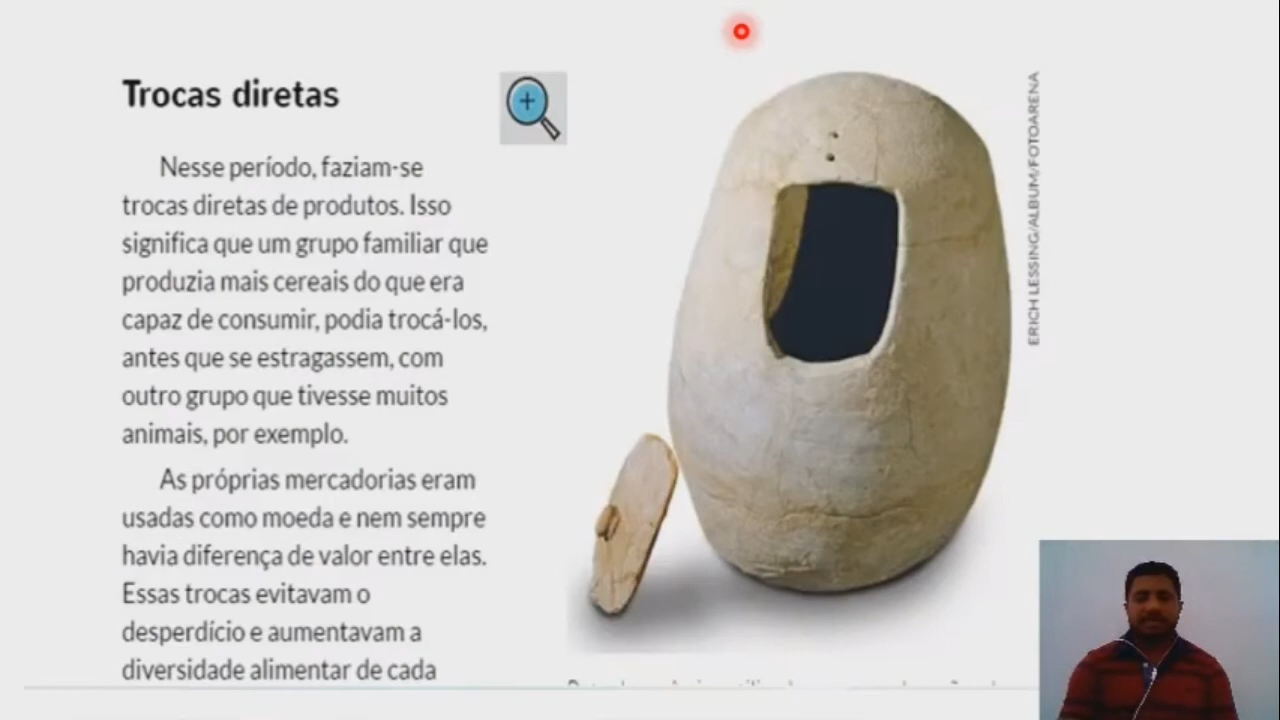 Trocas diretas
Nesse período, faziam-se
trocas diretas de produtos. Isso
significa que um grupo familiar que
produzia mais cereais do que era
capaz de consumir, podia trocá-los,
antes que se estragassem, com
outro grupo que tivesse muitos
animais, por exemplo.
As próprias mercadorias eram
usadas como moeda e nem sempre
havia diferença de valor entre elas.
Essas trocas evitavam o
desperdício e aumentavam a
diversidade alimentar de cada
ERICH LESSING/ALBUM/FOTOARENA